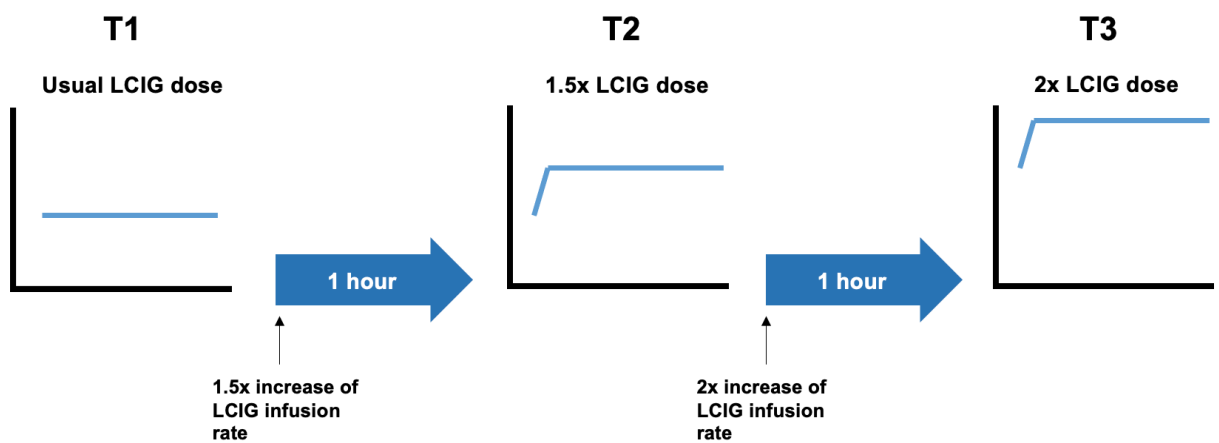 T1
Usual LCIG dose
T2
1.5x LCIG dose
T3
2x LCIG dose
1 hour
1 hour
1.5x increase of
LCIG infusion
rate
2x increase of
LCIG infusion
rate